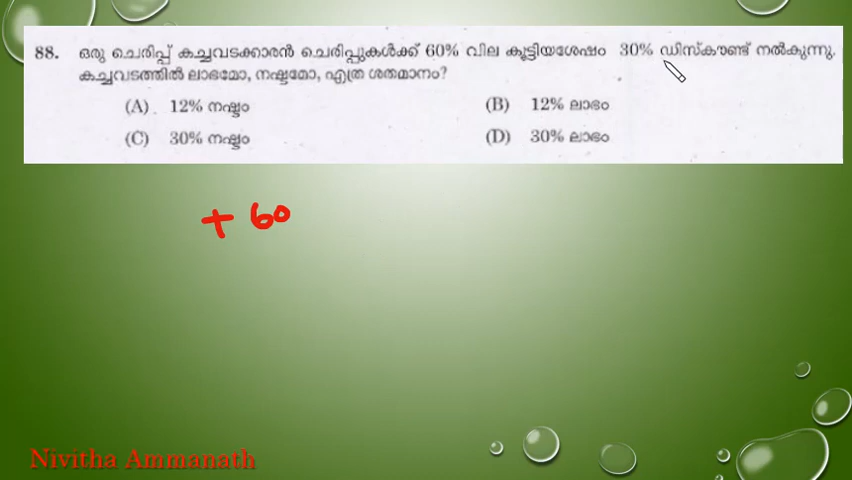 88. ഒരു ചെരിപ്പ് കച്ചവടക്കാരൻ ചെരിപ്പുകൾക്ക് 60% വില കൂട്ടിയശേഷം 30% ഡിസ്കൗണ്ട് നൽകുന്നു.
കച്ചവടത്തിൽ ലാഭമോ, നഷ്ടമോ, എത്ര ശതമാനം?
(A) 12% നഷ്ടം (B) 12% ലാഭം
(C) 30% നഷ്ടം (D) 30% ലാഭം
+ 60
Nivitha Ammanath